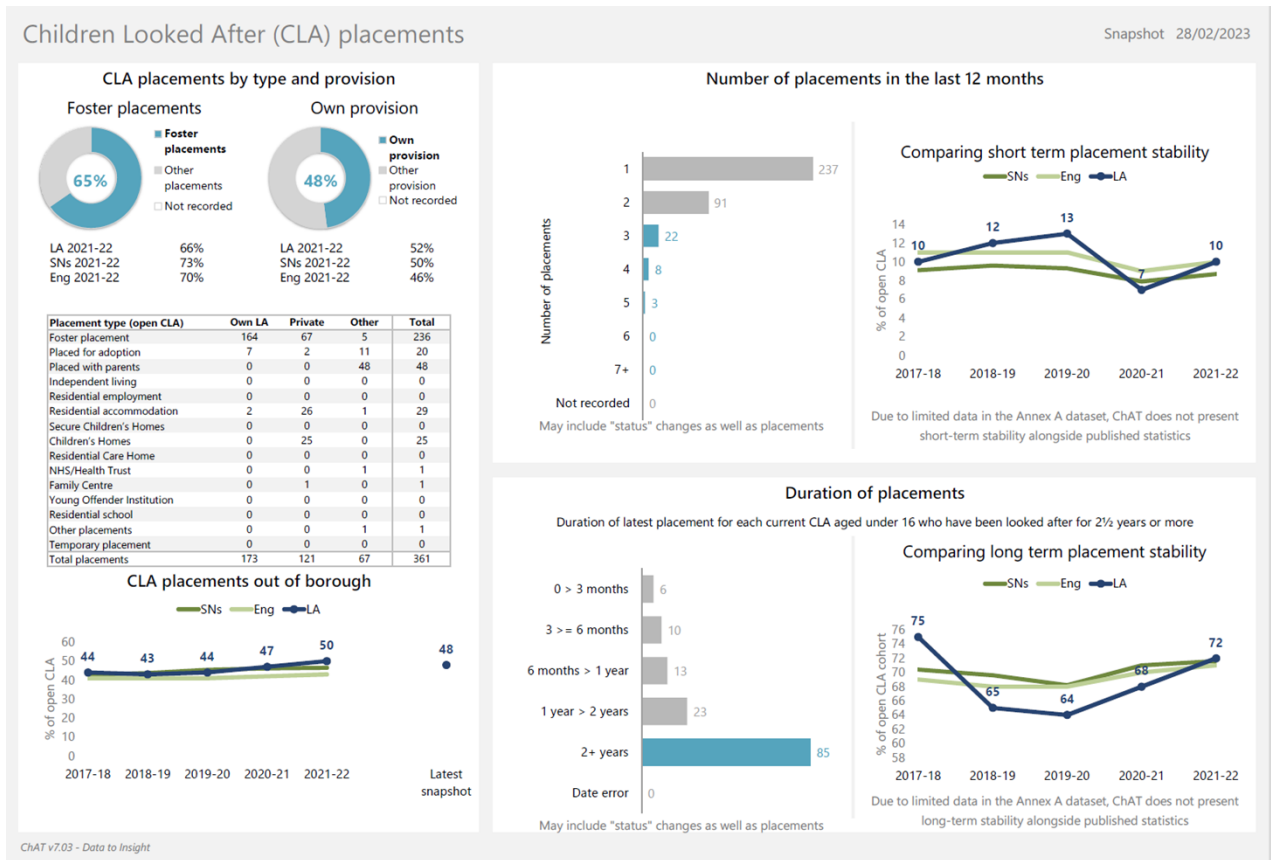 Children Looked After (CLA) placements
Snapshot 28/02/2023
CLA placements by type and provision
Foster placements
65%
Foster
placements
Other
placements
Not recorded
LA 2021-22 66%
SNs 2021-22 73%
Eng 2021-22 70%
Own provision
48%
Own
provision
Other
provision
Not recorded
LA 2021-22 52%
SNs 2021-22 50%
Eng 2021-22 46%
Placement type (open CLA) Own LA Private Other Total
Foster placement 164 67 5 236
Placed for adoption 7 2 11 20
Placed with parents 0 0 48 48
Independent living 0 0 0 0
Residential employment 0 0 0 0
Residential accommodation 2 26 1 29
Secure Children's Homes 0 0 0 0
Children's Homes 0 25 0 25
Residential Care Home 0 0 0 0
NHS/Health Trust 0 0 1 1
Family Centre 0 1 0 1
Young Offender Institution 0 0 0 0
Residential school 0 0 0 0
Other placements 0 0 1 1
Temporary placement 0 0 0 0
Total placements 173 121 67 361
CLA placements out of borough
SNs Eng LA
% of open CLA
60
50
40
30
20
10
0
44 43 44 47 50 48
2017-18 2018-19 2019-20 2020-21 2021-22 Latest
snapshot
Number of placements in the last 12 months
Number of placements
1 237
2 91
3 22
4 8
5 3
6 0
7+ 0
Not recorded 0
May include "status" changes as well as placements
Comparing short term placement stability
SNs Eng LA
% of open CLA
14
12
10
8
6
4
2
0
10 12 13 7 10
2017-18 2018-19 2019-20 2020-21 2021-22
Due to limited data in the Annex A dataset, ChAT does not present
short-term stability alongside published statistics
Duration of placements
Duration of latest placement for each current CLA aged under 16 who have been looked after for 2½ years or more
0 > 3 months 6
3 >= 6 months 10
6 months > 1 year 13
1 year > 2 years 23
2+ years 85
Date error 0
May include "status" changes as well as placements
Comparing long term placement stability
SNs Eng LA
% of open CLA cohort
76
74
72
70
68
66
64
62
60
58
75 65 64 68 72
2017-18 2018-19 2019-20 2020-21 2021-22
Due to limited data in the Annex A dataset, ChAT does not present
long-term stability alongside published statistics
ChAT v7.03 - Data to Insight